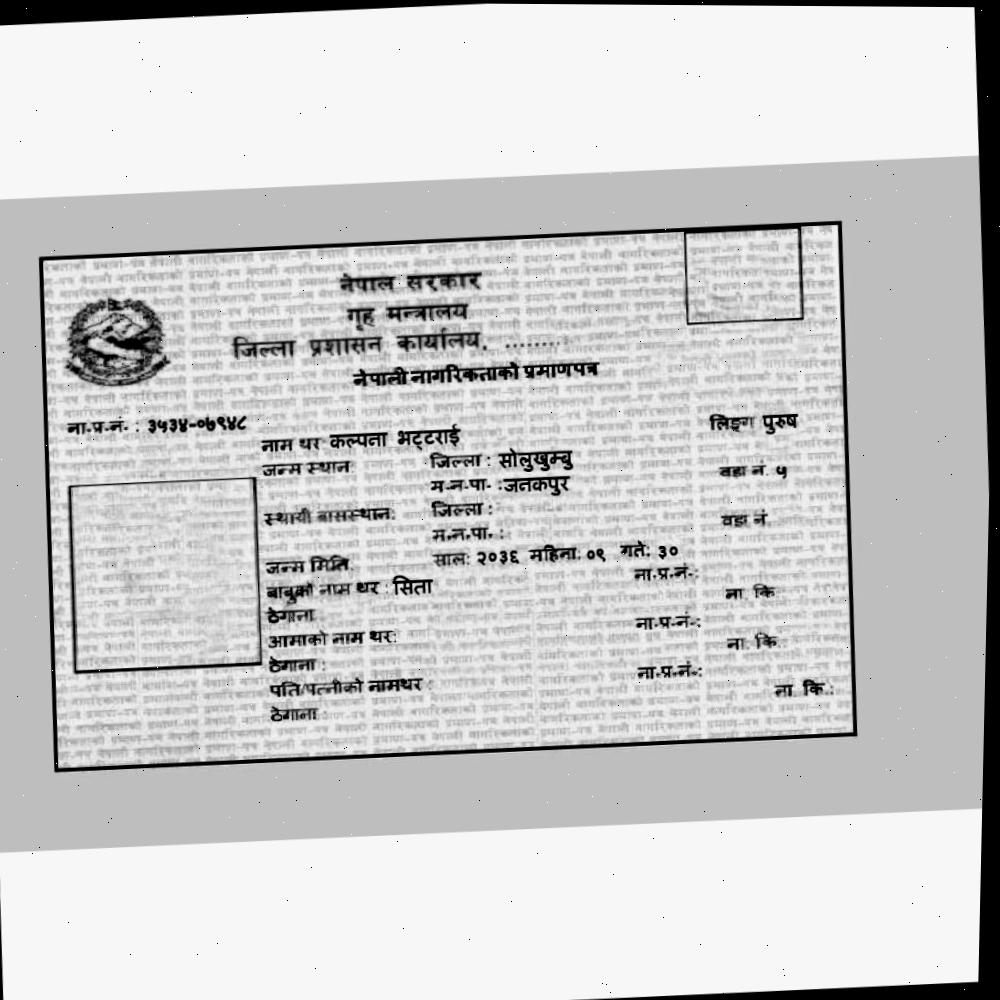 नेपाल सरकार
गृह मन्त्रालय
जिल्ला प्रशासन कार्यालय, ........
नेपाली नागरिकताको प्रमाणपत्र
ना.प्र.नं. : ३५३४-०७९४८
नाम थर कल्पना भट्टराई लिङ्ग पुरुष
जन्म स्थान: जिल्ला : सोलुखुम्बु
म.न.पा. :जनकपुर वडा नं. ५
स्थायी बासस्थान: जिल्ला :
म.न.पा. : वडा नं.
जन्म मिति: साल: २०३६ महिना: ०९ गते: ३०
बाबुको नाम थर : सिता ना.प्र.नं.:
ठेगाना : ना. कि.
आमाको नाम थर: ना.प्र.नं.:
ठेगाना : ना. कि.
पति/पत्नीको नामथर : ना.प्र.नं.:
ठेगाना : ना. कि.: